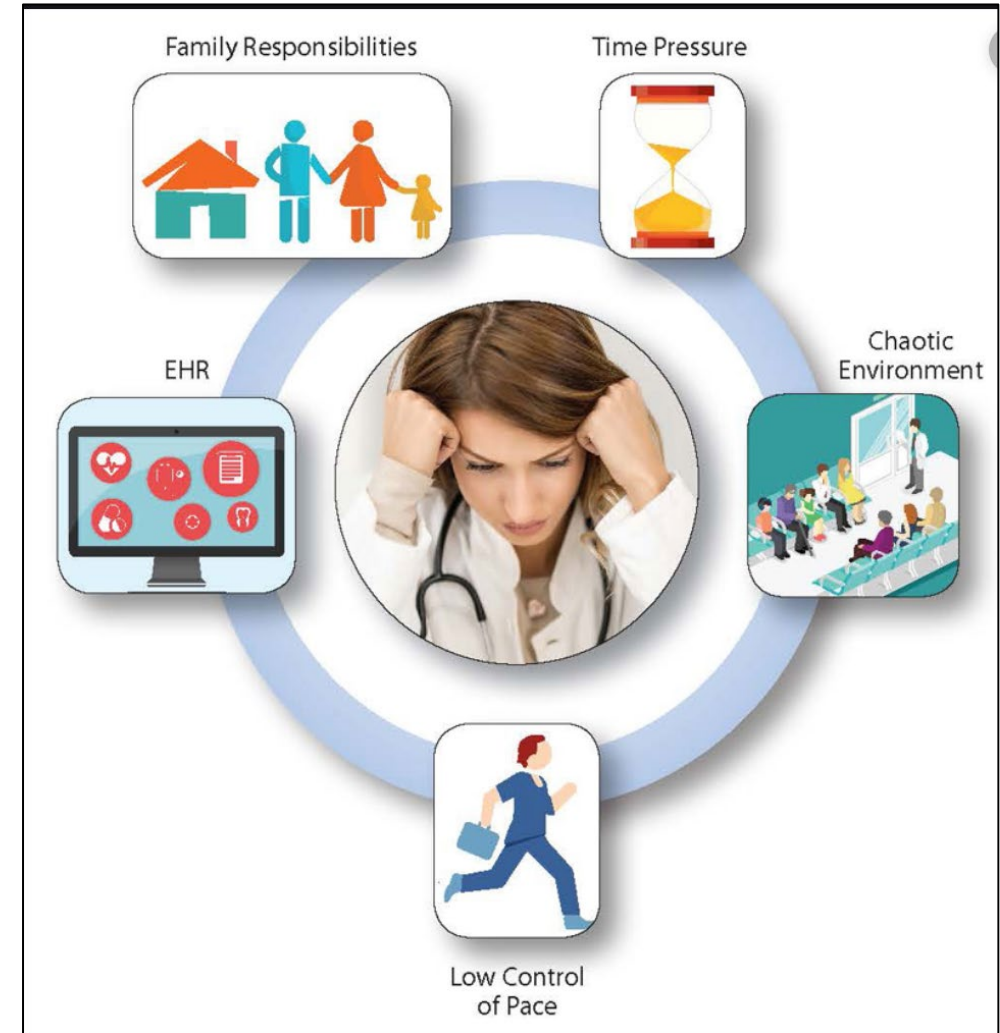 Family Responsibilities
Time Pressure
EHR
Chaotic
Environment
Low Control
of Pace